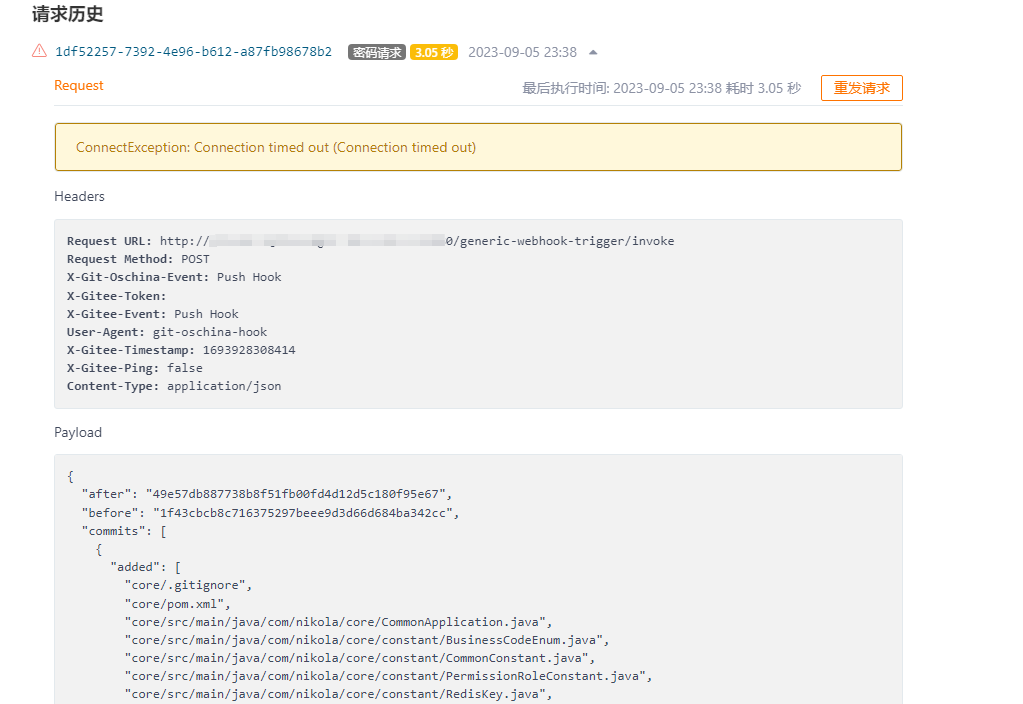 请求历史
1df52257-7392-4e96-b612-a87fb98678b2 密码请求 3.05 秒 2023-09-05 23:38
Request 最后执行时间: 2023-09-05 23:38 耗时 3.05 秒 重发请求
ConnectException: Connection timed out (Connection timed out)
Headers
Request URL: http:// 0/generic-webhook-trigger/invoke
Request Method: POST
X-Git-Oschina-Event: Push Hook
X-Gitee-Token:
X-Gitee-Event: Push Hook
User-Agent: git-oschina-hook
X-Gitee-Timestamp: 1693928308414
X-Gitee-Ping: false
Content-Type: application/json
Payload
{
"after": "49e57db887738b8f51fb00fd4d12d5c180f95e67",
"before": "1f43cbcb8c716375297beee9d3d66d684ba342cc",
"commits": [
{
"added": [
"core/.gitignore",
"core/pom.xml",
"core/src/main/java/com/nikola/core/CommonApplication.java",
"core/src/main/java/com/nikola/core/constant/BusinessCodeEnum.java",
"core/src/main/java/com/nikola/core/constant/CommonConstant.java",
"core/src/main/java/com/nikola/core/constant/PermissionRoleConstant.java",
"core/src/main/java/com/nikola/core/constant/RedisKey.java",